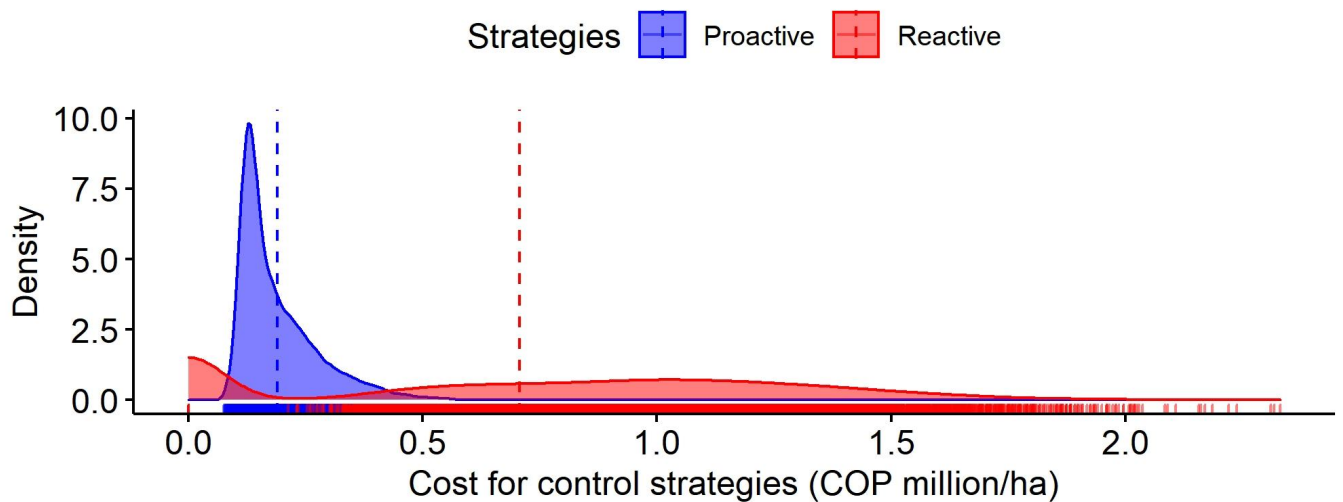 Strategies Proactive Reactive
10.0
7.5
5.0
2.5
0.0
Density
0.0 0.5 1.0 1.5 2.0
Cost for control strategies (COP million/ha)